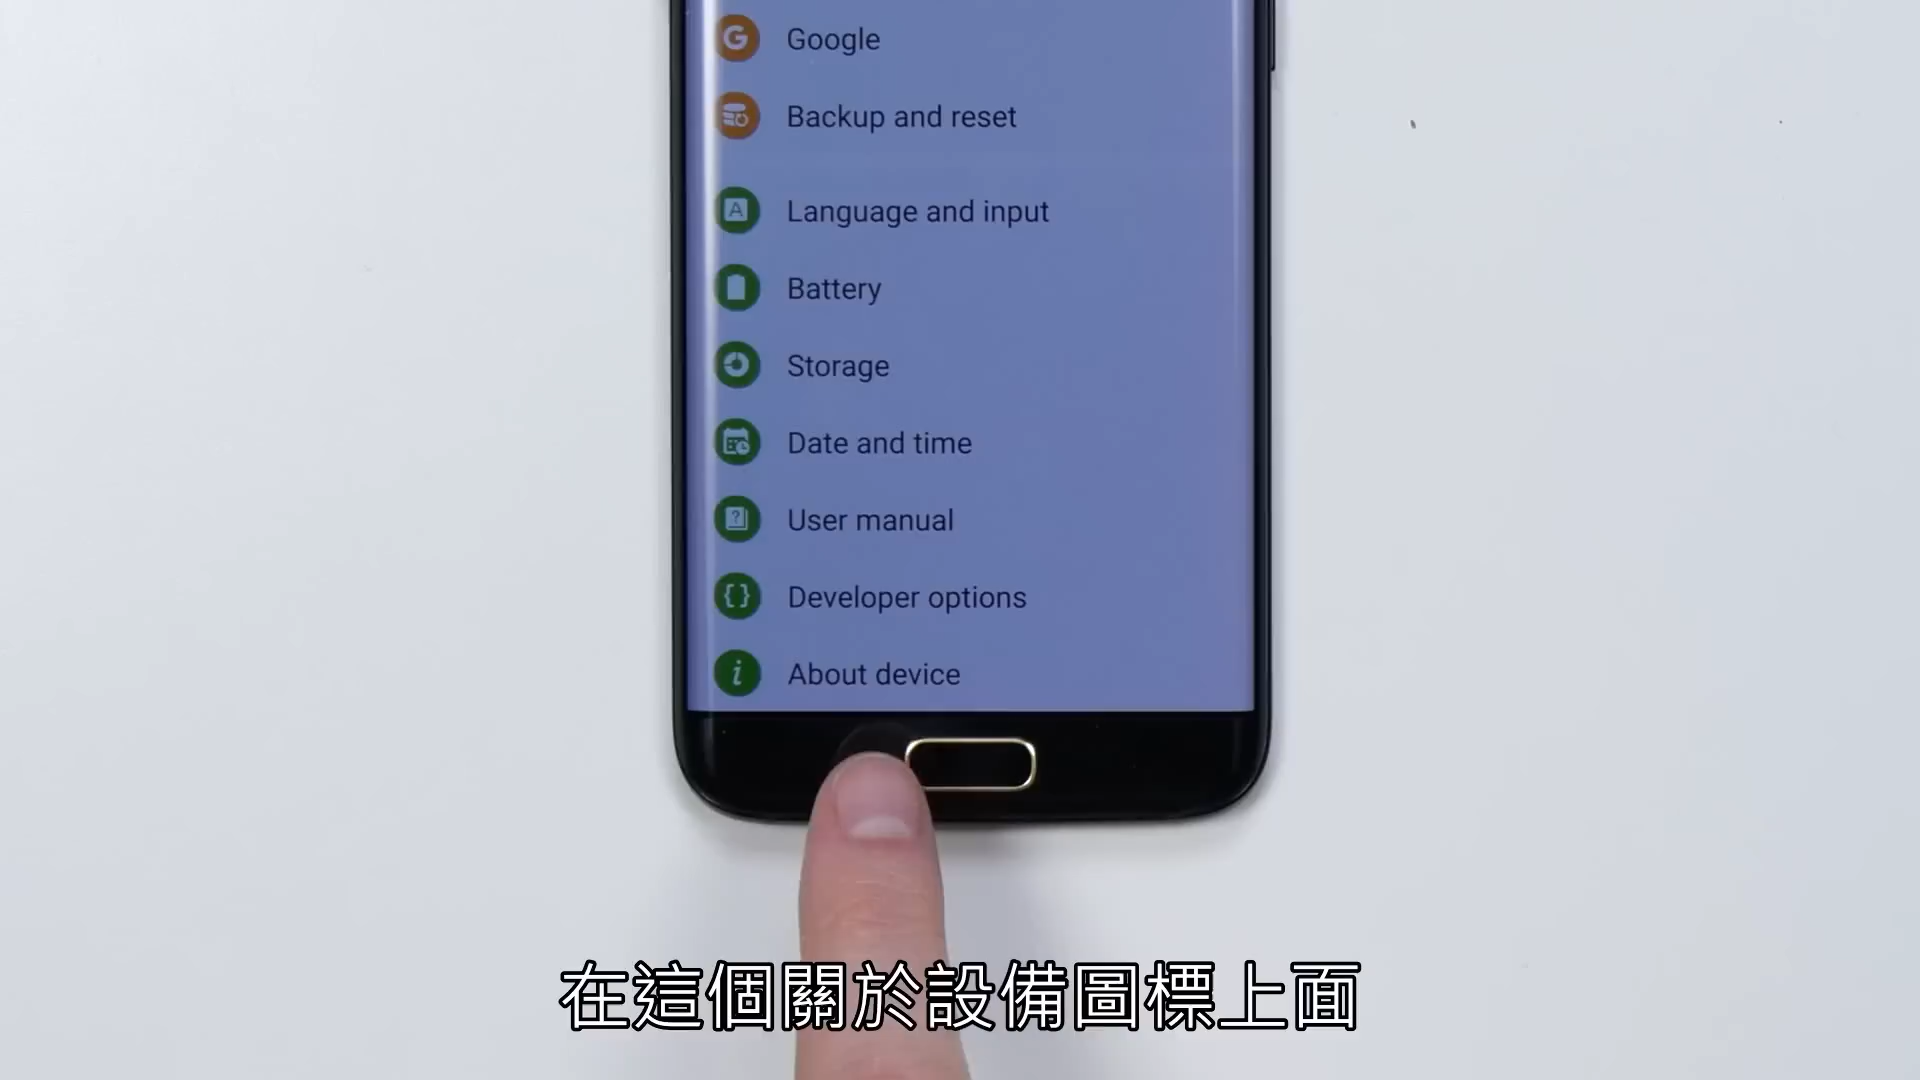 Google
Backup and reset
Language and input
Battery
Storage
Date and time
User manual
Developer options
About device
在這個關於設備圖標上面